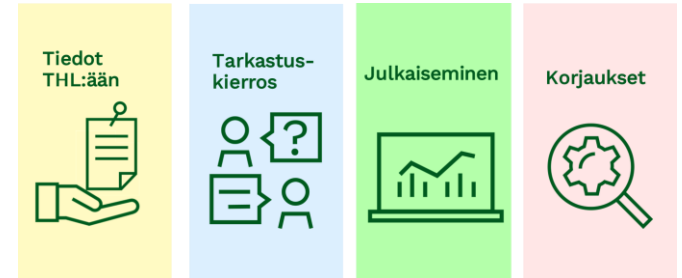 Tiedot
THL:ään
Tarkastus-
kierros
?
Julkaiseminen
Korjaukset